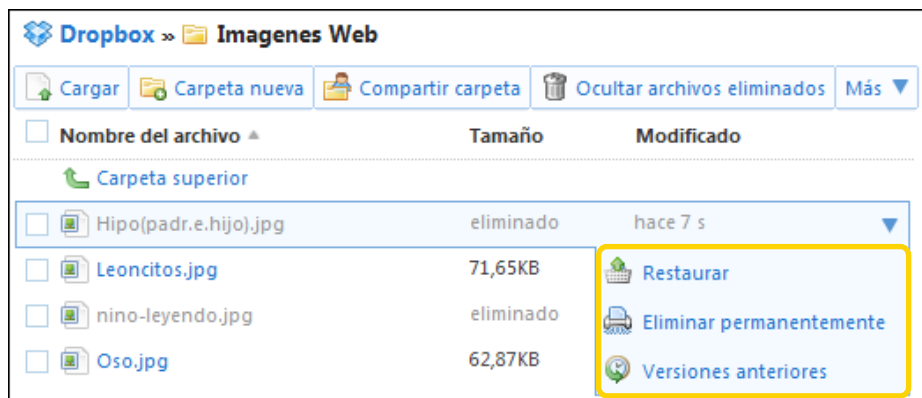 Dropbox » Imagenes Web
Cargar Carpeta nueva Compartir carpeta Ocultar archivos eliminados Más
Nombre del archivo Tamaño Modificado
Carpeta superior
Hipo(padr.e.hijo).jpg eliminado hace 7 s
Leoncitos.jpg 71,65KB Restaurar
nino-leyendo.jpg eliminado Eliminar permanentemente
Oso.jpg 62,87KB Versiones anteriores